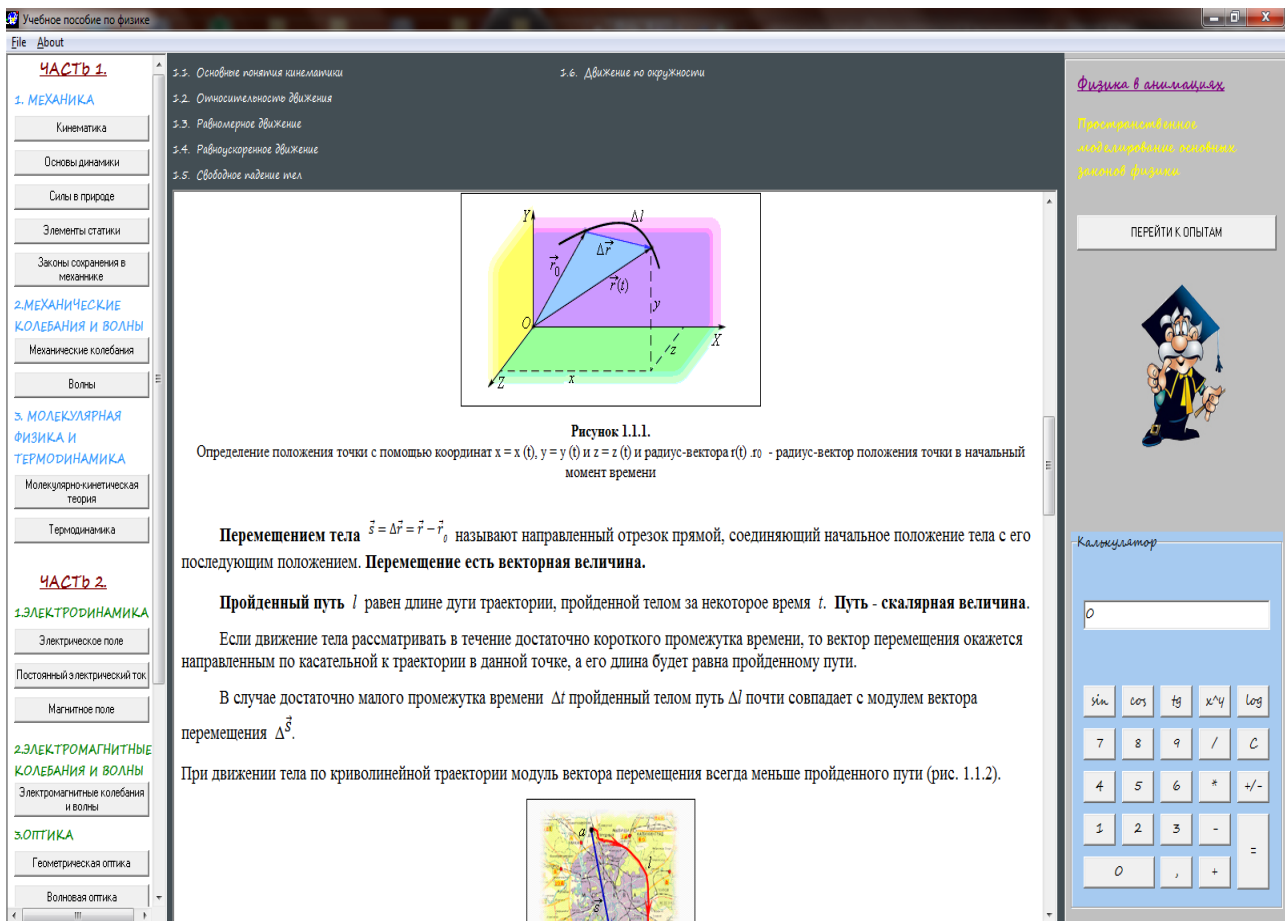 Учебное пособие по физике
File About
ЧАСТЬ 1.
1. МЕХАНИКА
Кинематика
Основы динамики
Силы в природе
Элементы статики
Законы сохранения в
механнике
2.МЕХАНИЧЕСКИЕ
КОЛЕБАНИЯ И ВОЛНЫ
Механические колебания
Волны
3. МОЛЕКУЛЯРНАЯ
ФИЗИКА И
ТЕРМОДИНАМИКА
Молекулярно-кинетическая
теория
Термодинамика
ЧАСТЬ 2.
1.ЭЛЕКТРОДИНАМИКА
Электрическое поле
Постоянный электрический ток
Магнитное поле
2.ЭЛЕКТРОМАГНИТНЫЕ
КОЛЕБАНИЯ И ВОЛНЫ
Электромагнитные колебания
и волны
3.ОПТИКА
Геометрическая оптика
Волновая оптика
1.1. Основные понятия кинематики
1.2. Относительность движения
1.3. Равномерное движение
1.4. Равноускоренное движение
1.5. Свободное падение тел
1.6. Движение по окружности
Y
Δl
Δr⃗
r⃗₀
r⃗(t)
y
O
X
z
x
Z
Рисунок 1.1.1.
Определение положения точки с помощью координат x = x (t), y = y (t) и z = z (t) и радиус-вектора r(t) .r0 - радиус-вектор положения точки в начальный
момент времени
Перемещением тела s⃗ = Δr⃗ = r⃗ − r⃗₀ называют направленный отрезок прямой, соединяющий начальное положение тела с его
последующим положением. Перемещение есть векторная величина.
Пройденный путь l равен длине дуги траектории, пройденной телом за некоторое время t. Путь - скалярная величина.
Если движение тела рассматривать в течение достаточно короткого промежутка времени, то вектор перемещения окажется
направленным по касательной к траектории в данной точке, а его длина будет равна пройденному пути.
В случае достаточно малого промежутка времени Δt пройденный телом путь Δl почти совпадает с модулем вектора
перемещения Δs⃗.
При движении тела по криволинейной траектории модуль вектора перемещения всегда меньше пройденного пути (рис. 1.1.2).
a
l
s⃗
Физика в анимациях
Пространственное
моделирование основных
законов физики
ПЕРЕЙТИ К ОПЫТАМ
Калькулятор
0
sin cos tg x^y log
7 8 9 / C
4 5 6 * +/-
1 2 3 - =
0 , +